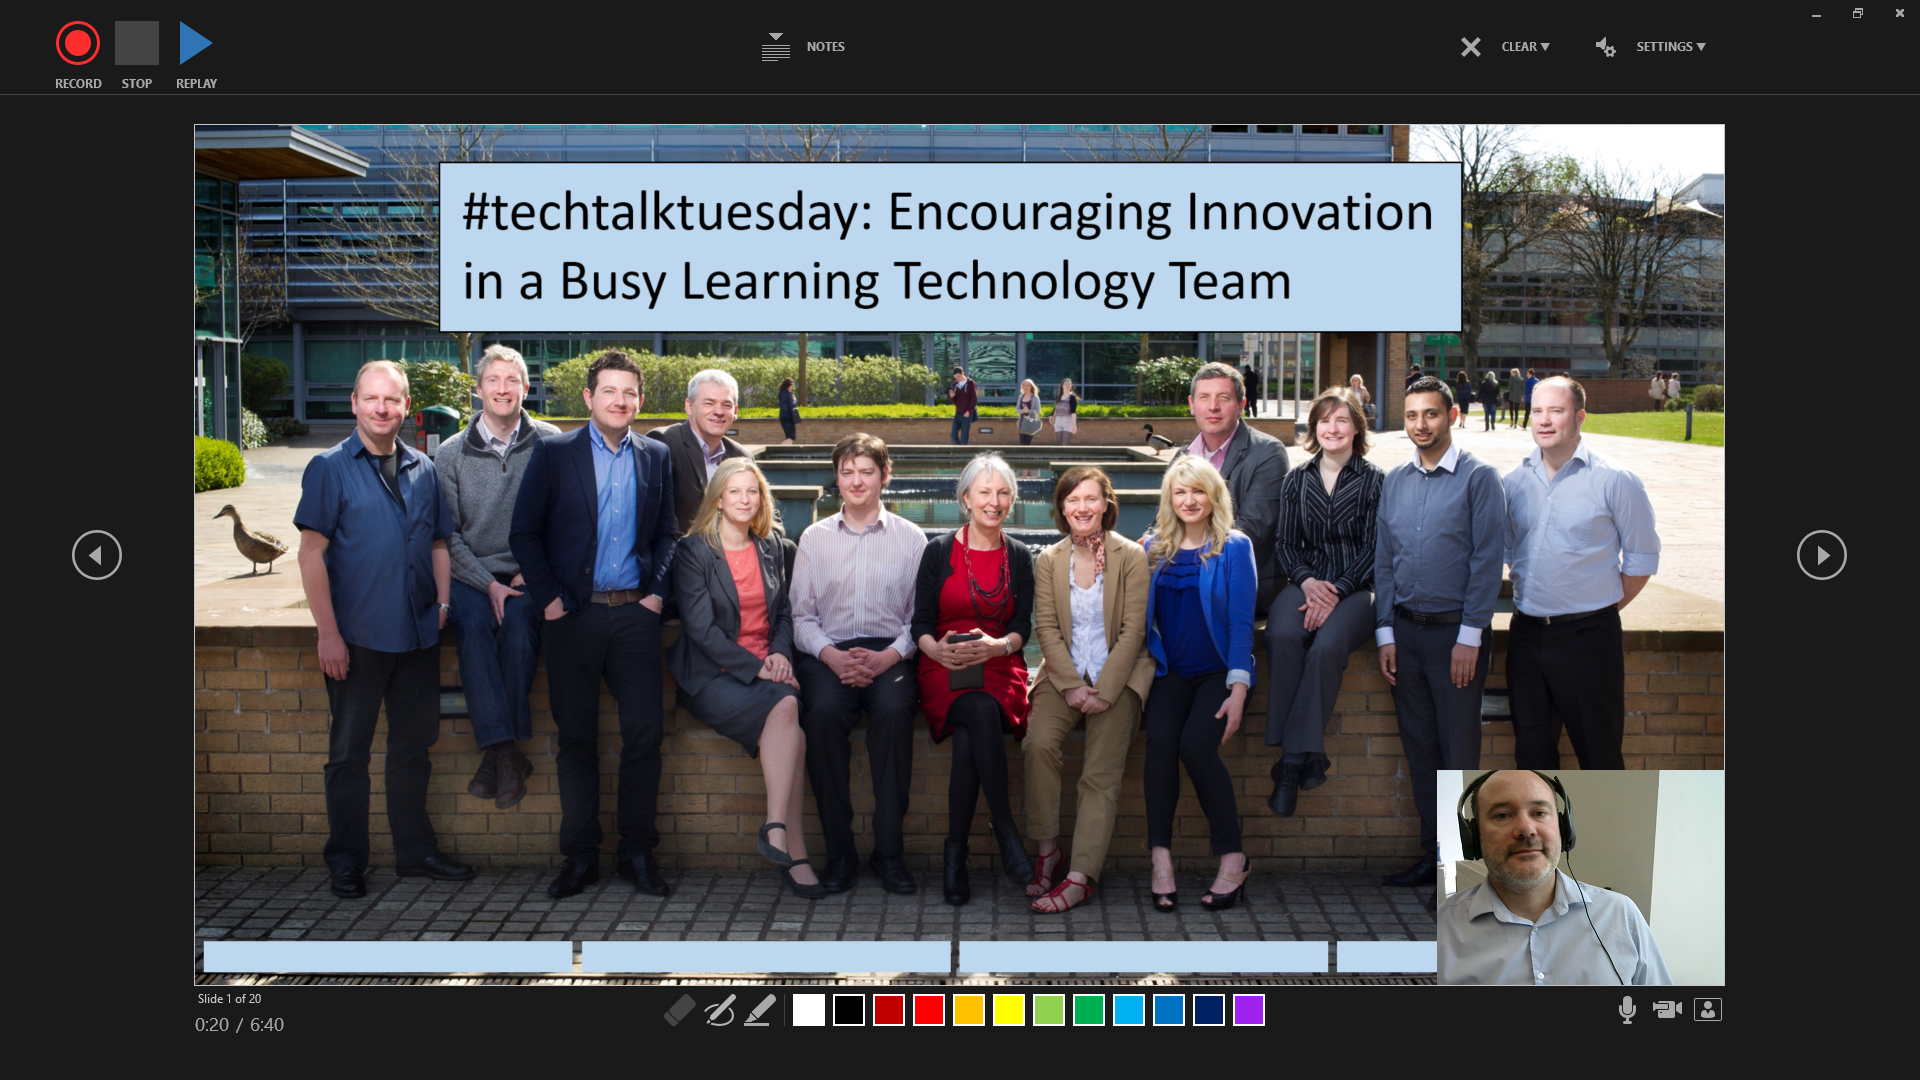 RECORD
STOP
REPLAY
NOTES
CLEAR
SETTINGS
#techtalktuesday: Encouraging Innovation
in a Busy Learning Technology Team
Slide 1 of 20
0:20 / 6:40